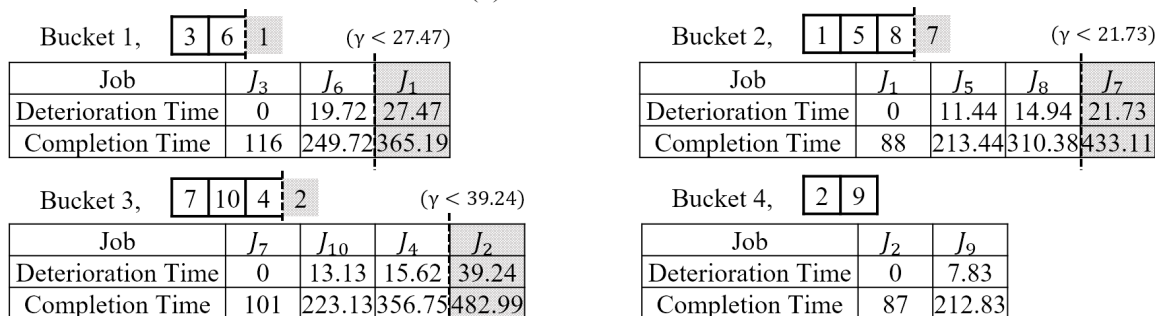 Bucket 1, 3 6 1 (γ < 27.47)
Job J₃ J₆ J₁
Deterioration Time 0 19.72 27.47
Completion Time 116 249.72 365.19
Bucket 2, 1 5 8 7 (γ < 21.73)
Job J₁ J₅ J₈ J₇
Deterioration Time 0 11.44 14.94 21.73
Completion Time 88 213.44 310.38 433.11
Bucket 3, 7 10 4 2 (γ < 39.24)
Job J₇ J₁₀ J₄ J₂
Deterioration Time 0 13.13 15.62 39.24
Completion Time 101 223.13 356.75 482.99
Bucket 4, 2 9
Job J₂ J₉
Deterioration Time 0 7.83
Completion Time 87 212.83